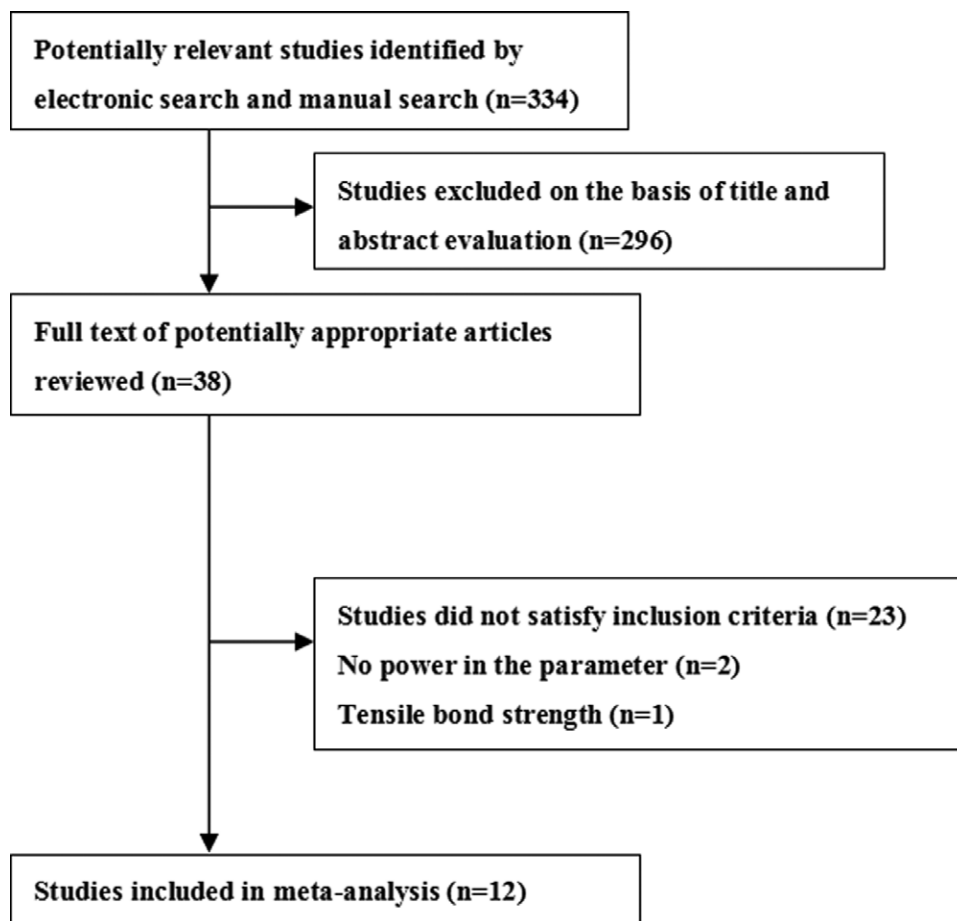 Potentially relevant studies identified by
electronic search and manual search (n=334)
Studies excluded on the basis of title and
abstract evaluation (n=296)
Full text of potentially appropriate articles
reviewed (n=38)
Studies did not satisfy inclusion criteria (n=23)
No power in the parameter (n=2)
Tensile bond strength (n=1)
Studies included in meta-analysis (n=12)